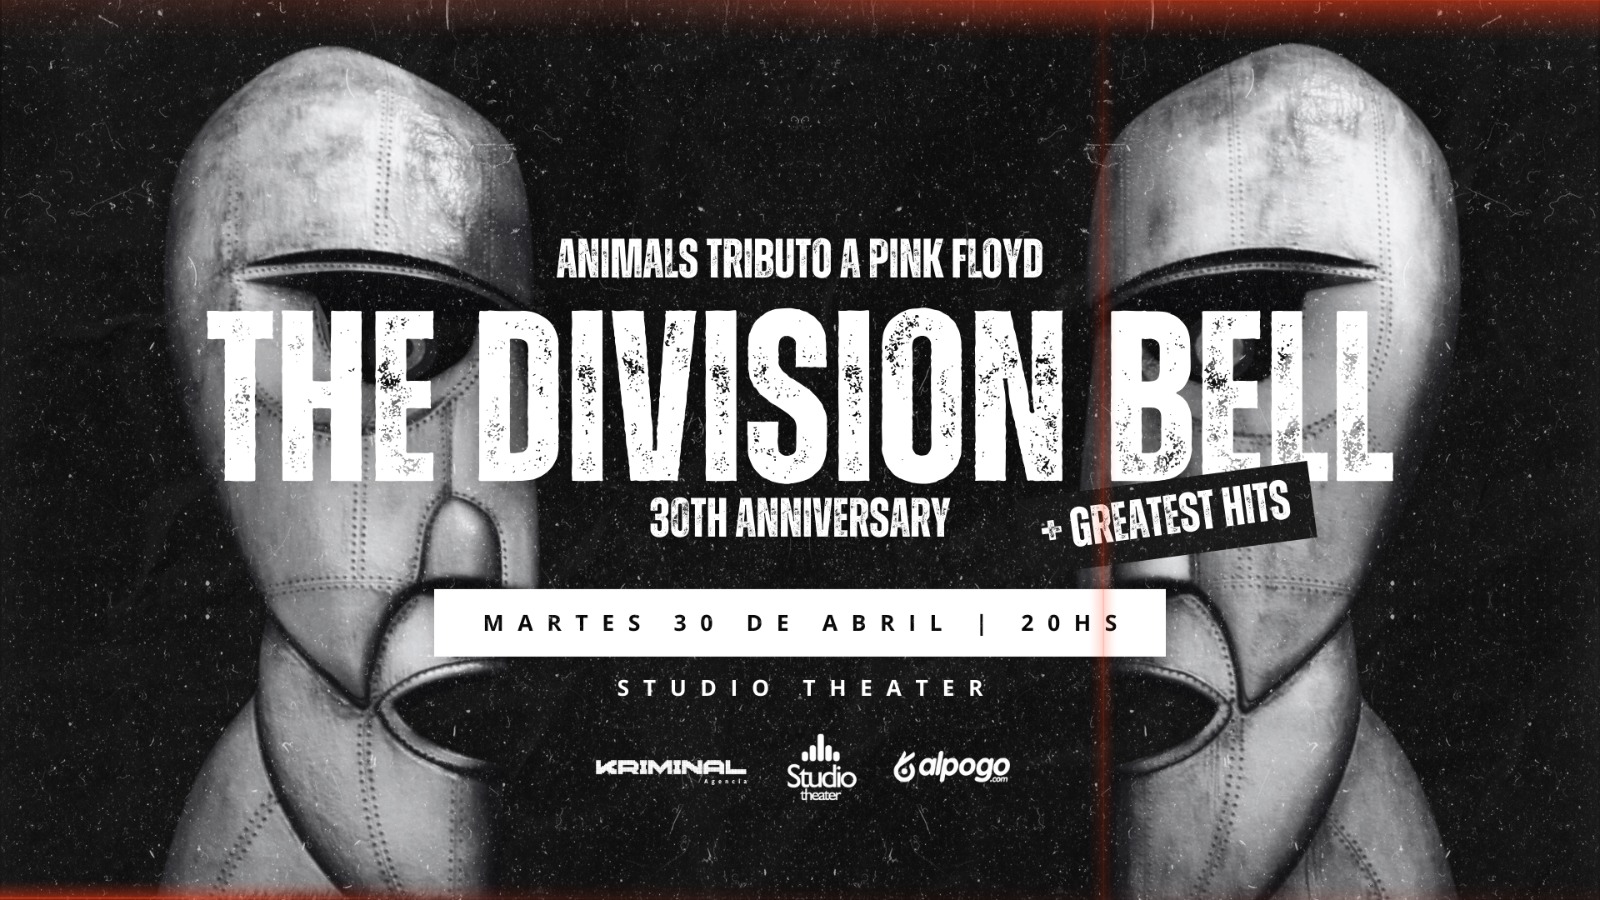 ANIMALS TRIBUTO A PINK FLOYD
THE DIVISION BELL
30TH ANNIVERSARY
+ GREATEST HITS
MARTES 30 DE ABRIL | 20HS
STUDIO THEATER
KRIMINAL
Agencia
Studio
theater
alpogo
.com